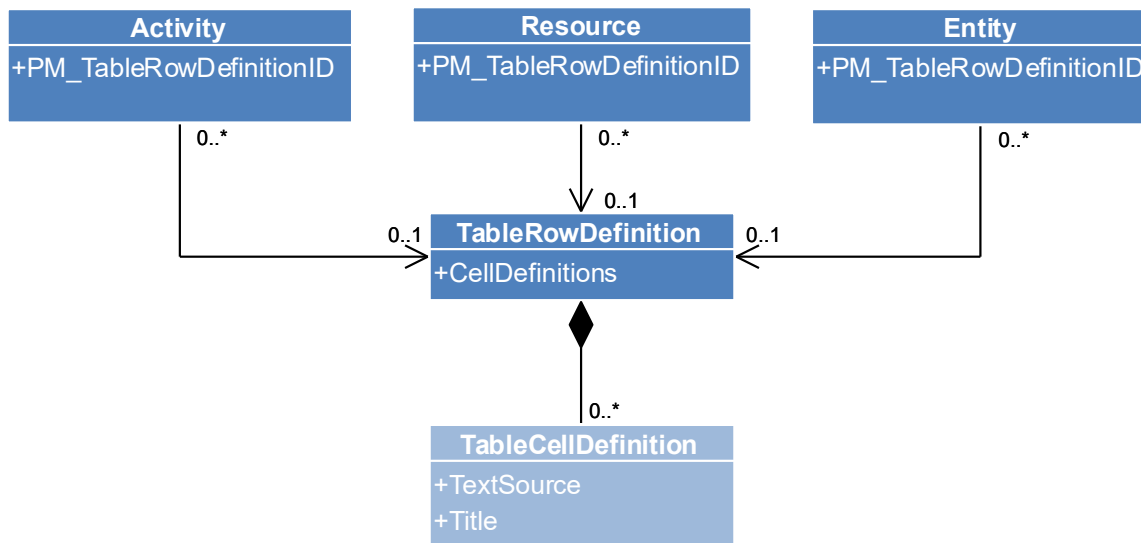 Activity
+PM_TableRowDefinitionID
Resource
+PM_TableRowDefinitionID
Entity
+PM_TableRowDefinitionID
0..*
0..*
0..*
0..1
0..1
0..1
TableRowDefinition
+CellDefinitions
0..*
TableCellDefinition
+TextSource
+Title